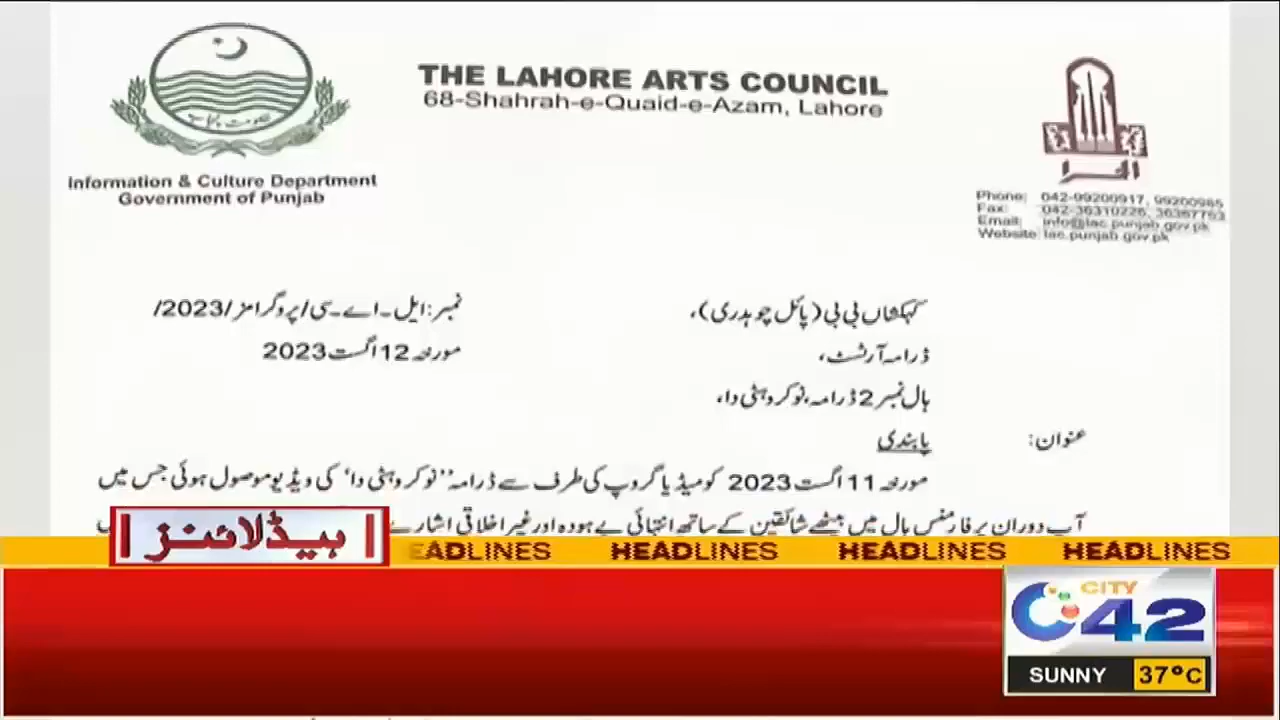 THE LAHORE ARTS COUNCIL
68-Shahrah-e-Quaid-e-Azam, Lahore
Information & Culture Department
Government of Punjab
Phone: 042-99200917, 99200965
Fax: 042-36310226, 36367763
Email: info@lac.punjab.gov.pk
Website: lac.punjab.gov.pk
کہکشاں بی بی (پائل چوہدری)،
نمبر: ایل۔اے۔سی/پروگرامز/2023/
ڈرامہ آرٹسٹ،
مورخہ 12 اگست 2023
ہال نمبر 2 ڈرامہ، نوکر وہٹی دا،
عنوان: پابندی
مورخہ 11 اگست 2023 کو میڈیا گروپ کی طرف سے ڈرامہ "نوکر وہٹی دا" کی ویڈیو موصول ہوئی جس میں
آپ دوران پرفارمنس ہال میں بیٹھے شائقین کے ساتھ انتہائی بے ہودہ اور غیر اخلاقی اشارے
ہیڈلائنز
EADLINES HEADLINES HEADLINES HEADLINES
CITY
42
SUNNY 37°C